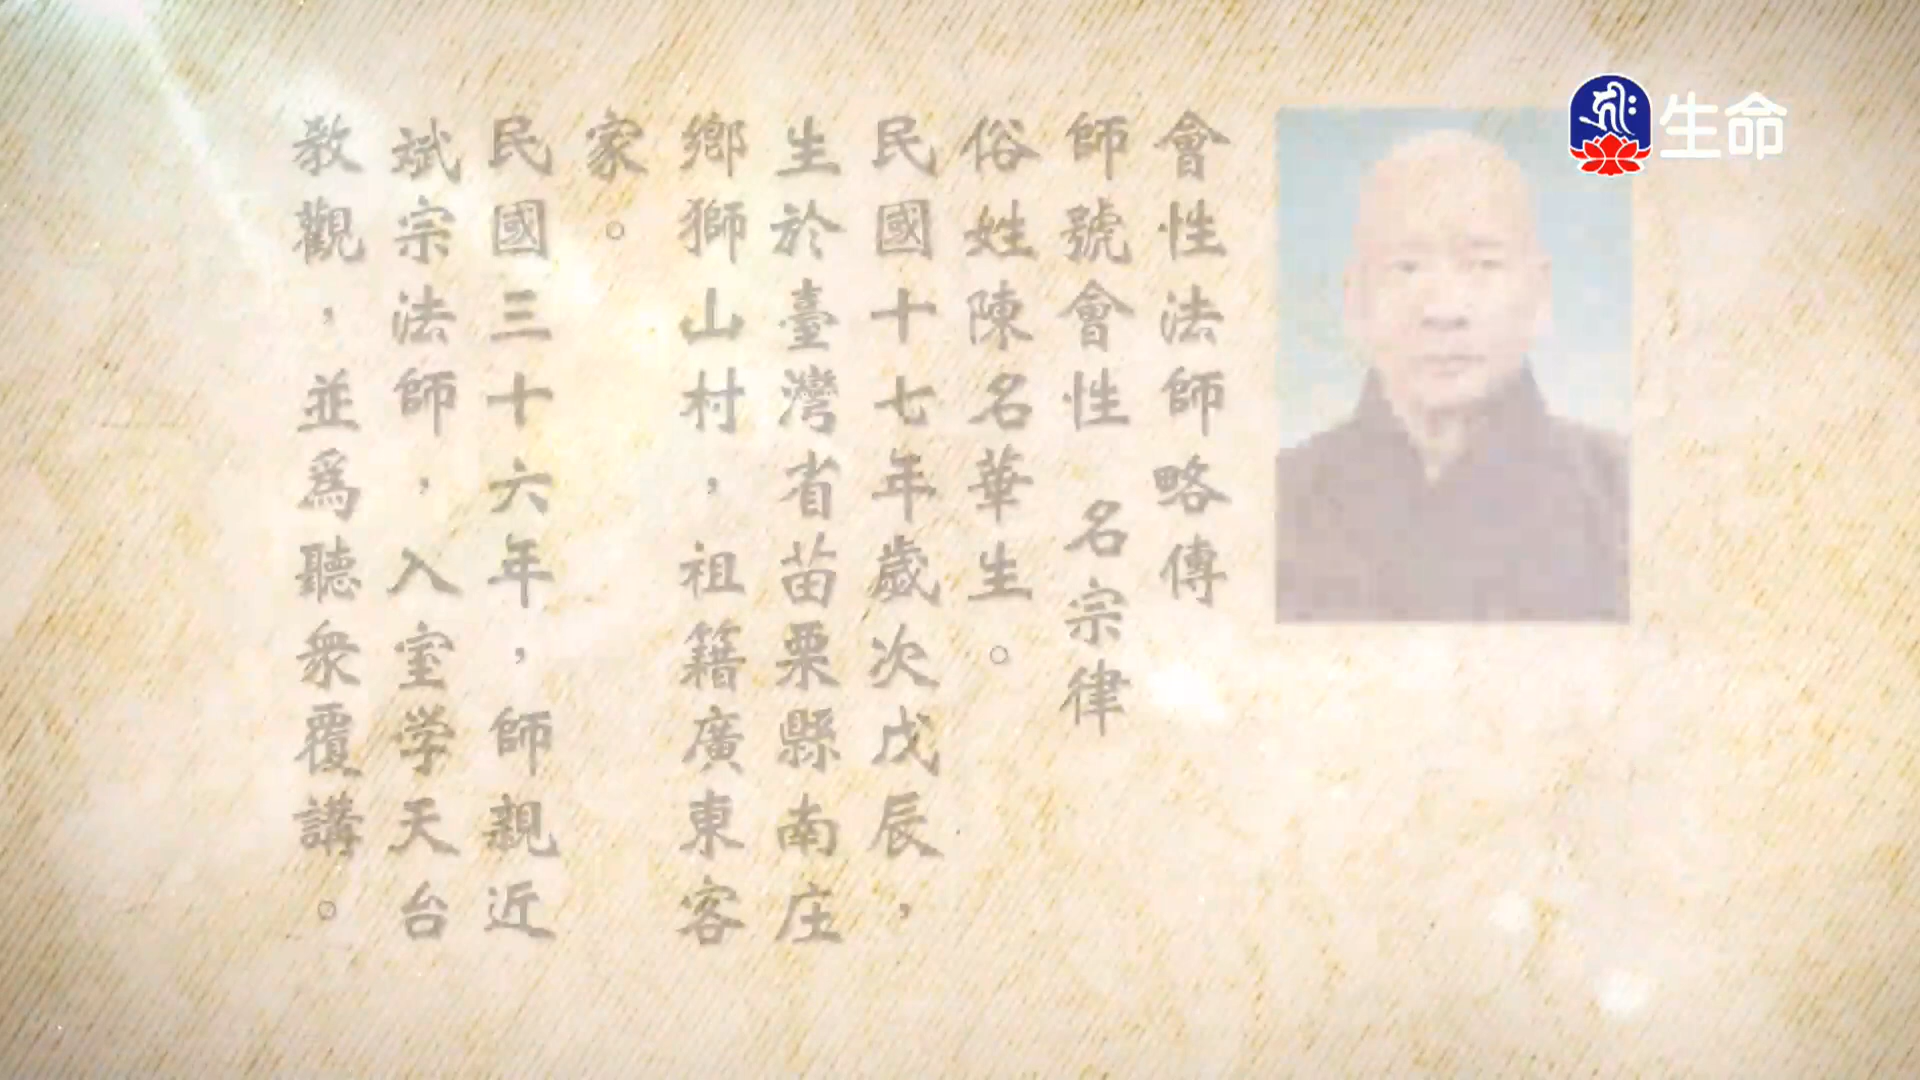 生命
會性法師略傳
師號會性 名宗律
俗姓陳名華生。
民國十七年歲次戊辰，
生於臺灣省苗栗縣南庄
鄉獅山村，祖籍廣東客
家。
民國三十六年，師親近
斌宗法師，入室学天台
教觀，並爲聽衆覆講。